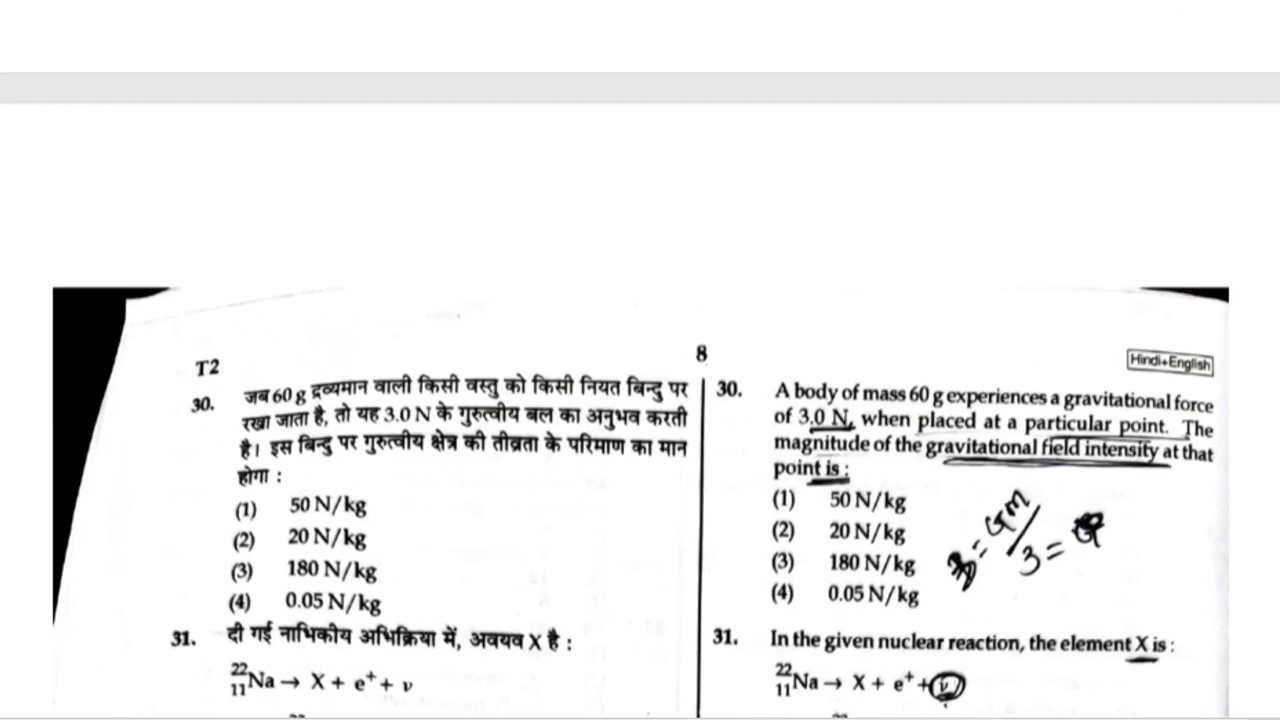 T2
8
Hindi+English
30. जब 60 g द्रव्यमान वाली किसी वस्तु को किसी नियत बिन्दु पर
रखा जाता है, तो यह 3.0 N के गुरुत्वीय बल का अनुभव करती
है। इस बिन्दु पर गुरुत्वीय क्षेत्र की तीव्रता के परिमाण का मान
होगा :
(1) 50 N/kg
(2) 20 N/kg
(3) 180 N/kg
(4) 0.05 N/kg
31. दी गई नाभिकीय अभिक्रिया में, अवयव X है :
²²₁₁Na → X + e⁺ + ν
30. A body of mass 60 g experiences a gravitational force
of 3.0 N, when placed at a particular point. The
magnitude of the gravitational field intensity at that
point is :
(1) 50 N/kg
(2) 20 N/kg
(3) 180 N/kg
(4) 0.05 N/kg
31. In the given nuclear reaction, the element X is :
²²₁₁Na → X + e⁺ + ν